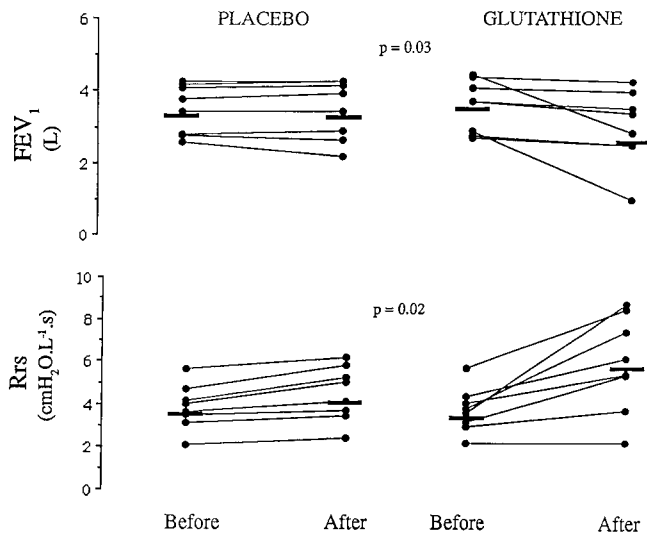 PLACEBO
GLUTATHIONE
p = 0.03
FEV₁
(L)
6
4
2
0
p = 0.02
Rrs
(cmH₂O.L⁻¹.s)
10
8
6
4
2
0
Before
After
Before
After